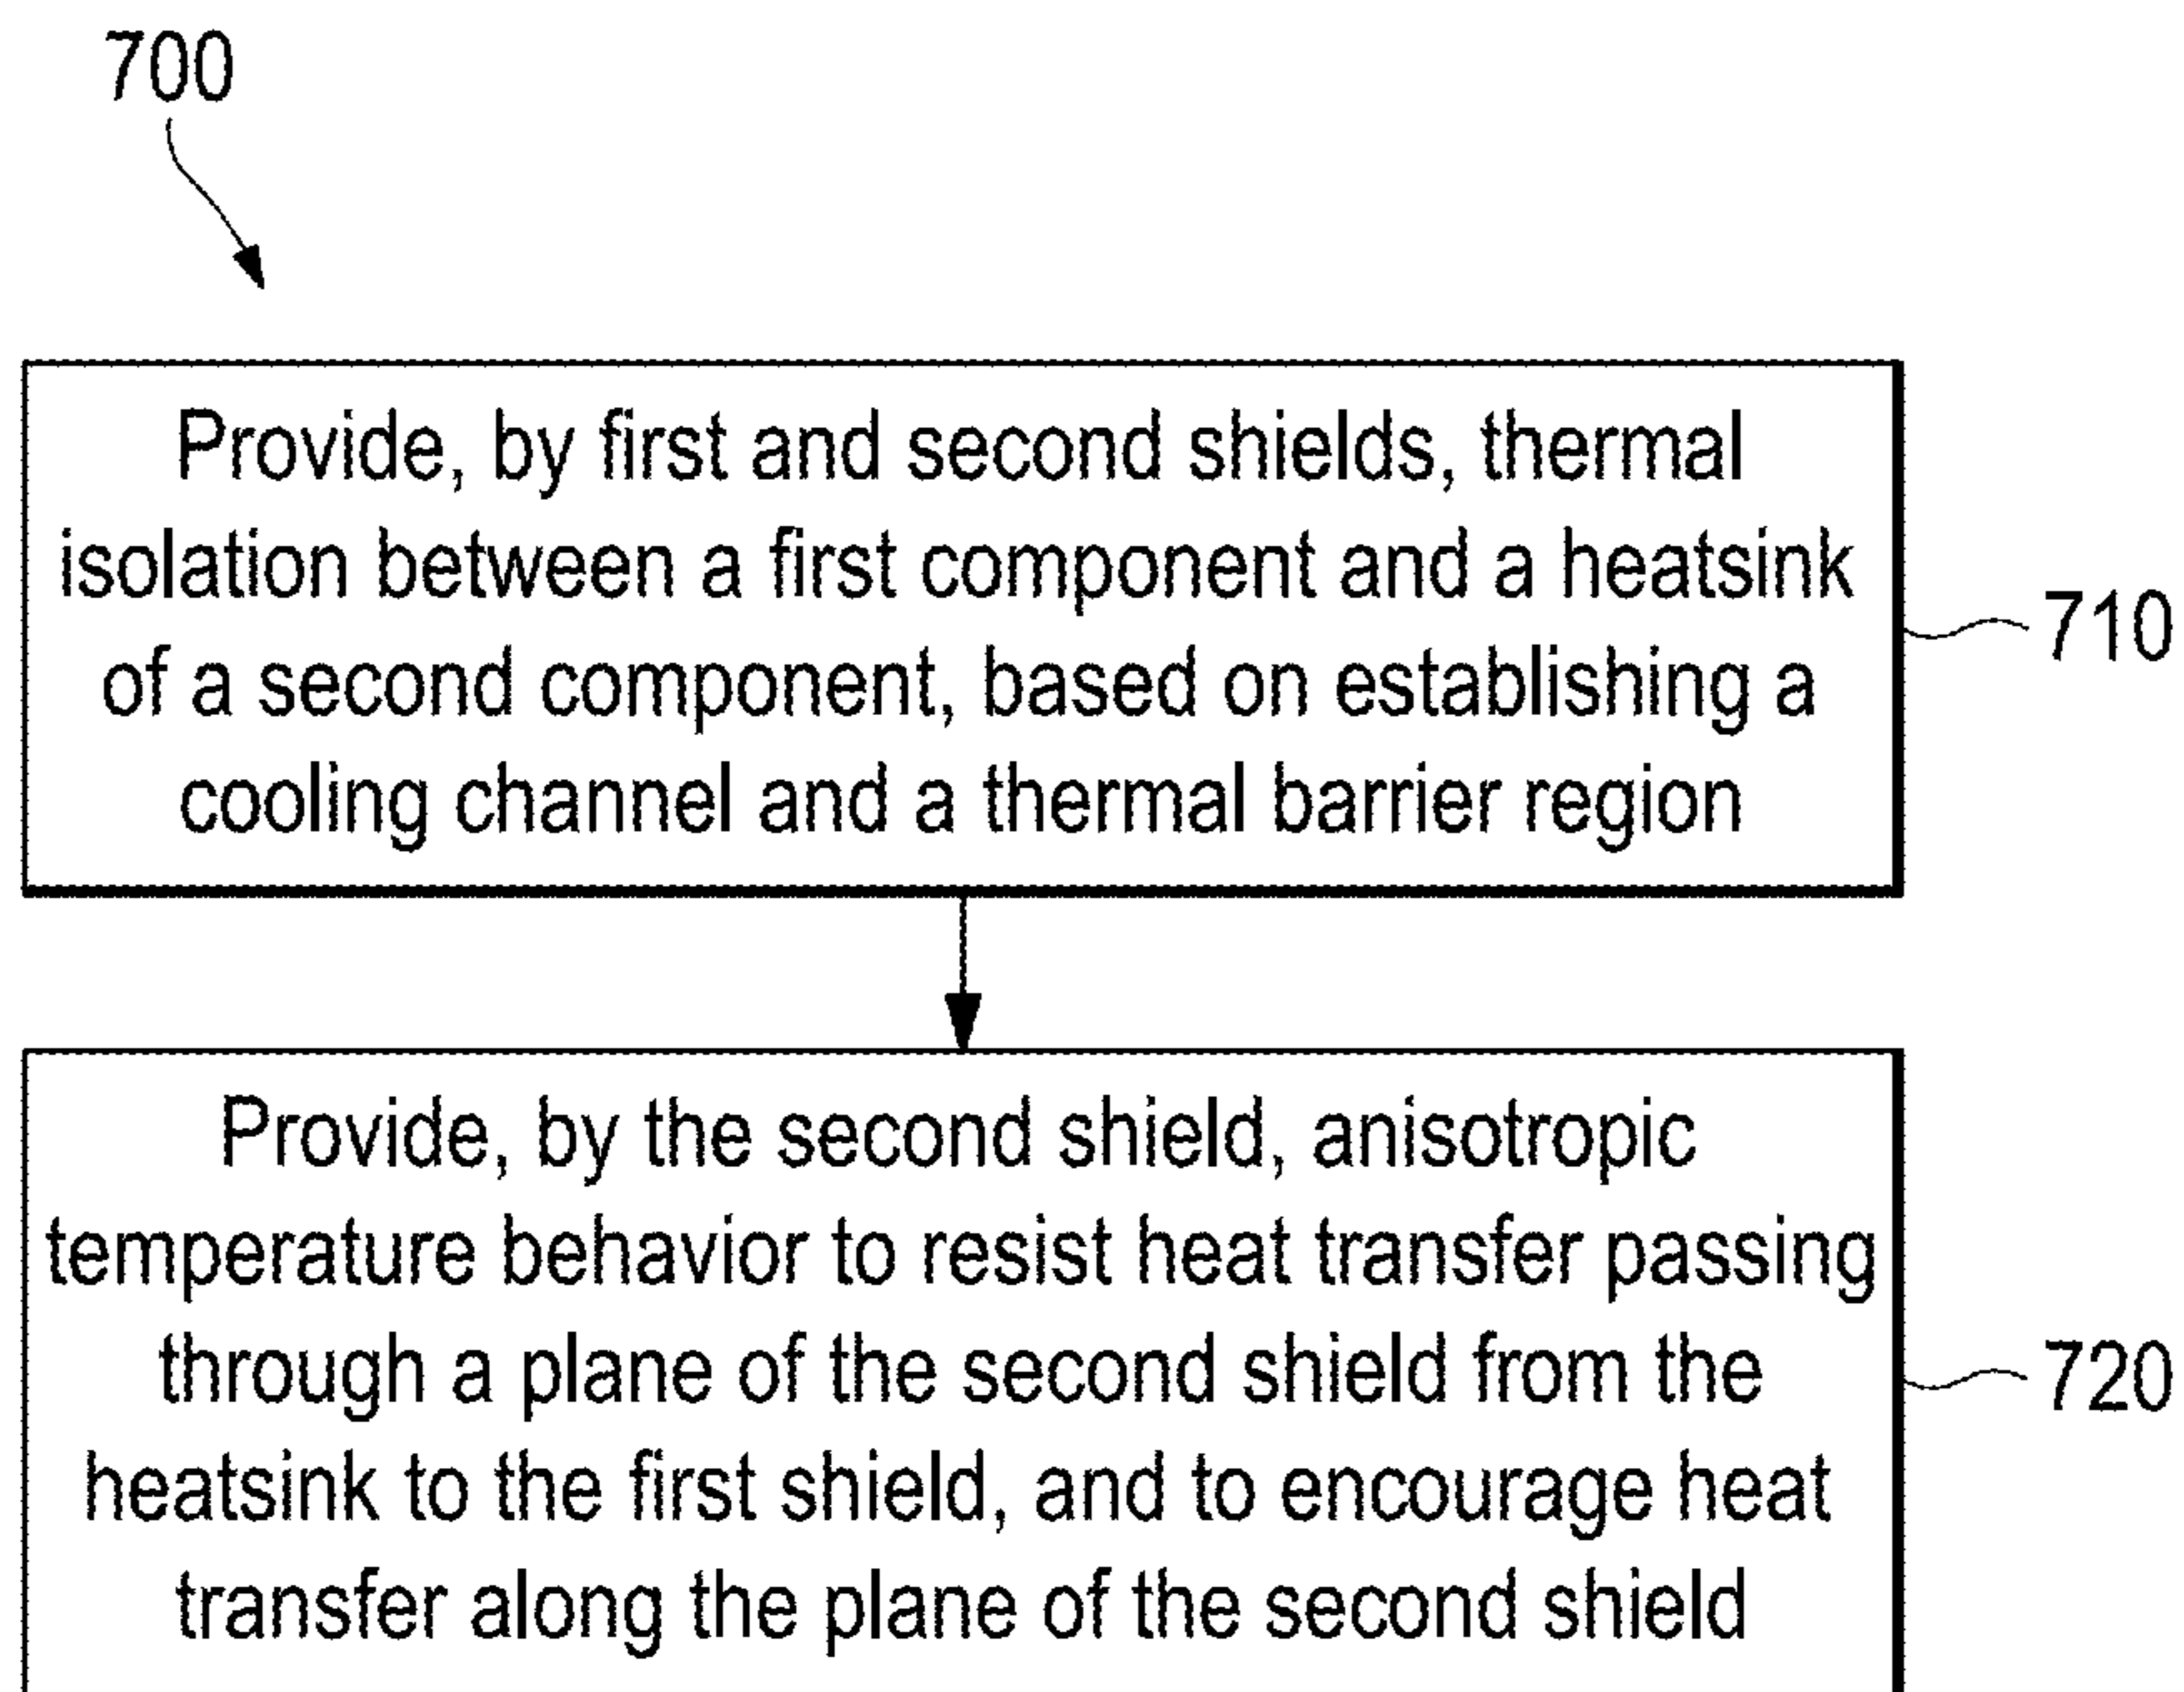 700
Provide, by first and second shields, thermal
isolation between a first component and a heatsink
of a second component, based on establishing a
cooling channel and a thermal barrier region
710
Provide, by the second shield, anisotropic
temperature behavior to resist heat transfer passing
through a plane of the second shield from the
heatsink to the first shield, and to encourage heat
transfer along the plane of the second shield
720